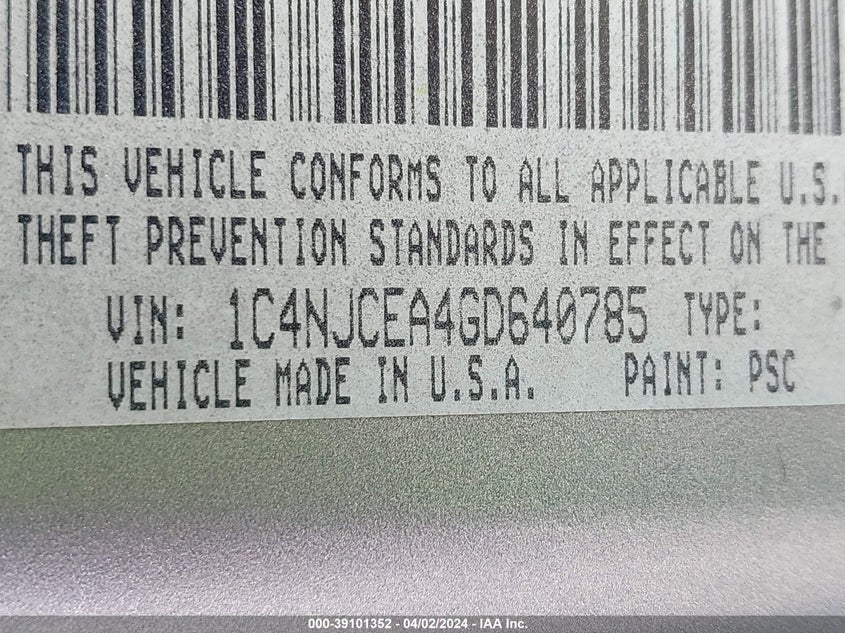 THIS VEHICLE CONFORMS TO ALL APPLICABLE U.S.
THEFT PREVENTION STANDARDS IN EFFECT ON THE
VIN: 1C4NJCEA4GD640785 TYPE:
VEHICLE MADE IN U.S.A. PAINT: PSC
000-39101352 - 04/02/2024 - IAA Inc.